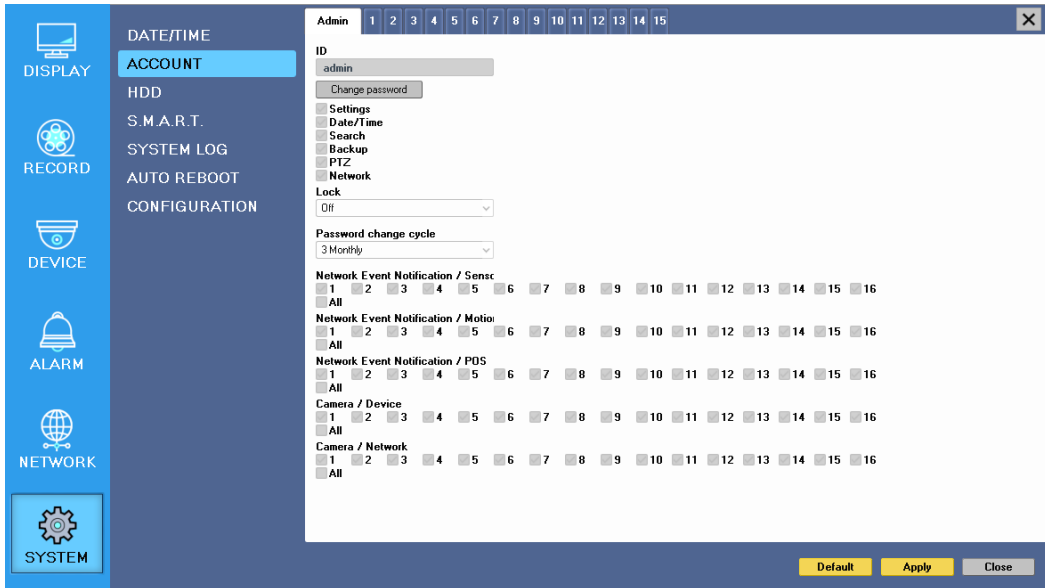 DISPLAY
RECORD
DEVICE
ALARM
NETWORK
SYSTEM
DATE/TIME
ACCOUNT
HDD
S.M.A.R.T.
SYSTEM LOG
AUTO REBOOT
CONFIGURATION
Admin 1 2 3 4 5 6 7 8 9 10 11 12 13 14 15
ID
admin
Change password
Settings
Date/Time
Search
Backup
PTZ
Network
Lock
Off
Password change cycle
3 Monthly
Network Event Notification / Sensc
1 2 3 4 5 6 7 8 9 10 11 12 13 14 15 16
All
Network Event Notification / Motion
1 2 3 4 5 6 7 8 9 10 11 12 13 14 15 16
All
Network Event Notification / POS
1 2 3 4 5 6 7 8 9 10 11 12 13 14 15 16
All
Camera / Device
1 2 3 4 5 6 7 8 9 10 11 12 13 14 15 16
All
Camera / Network
1 2 3 4 5 6 7 8 9 10 11 12 13 14 15 16
All
Default Apply Close